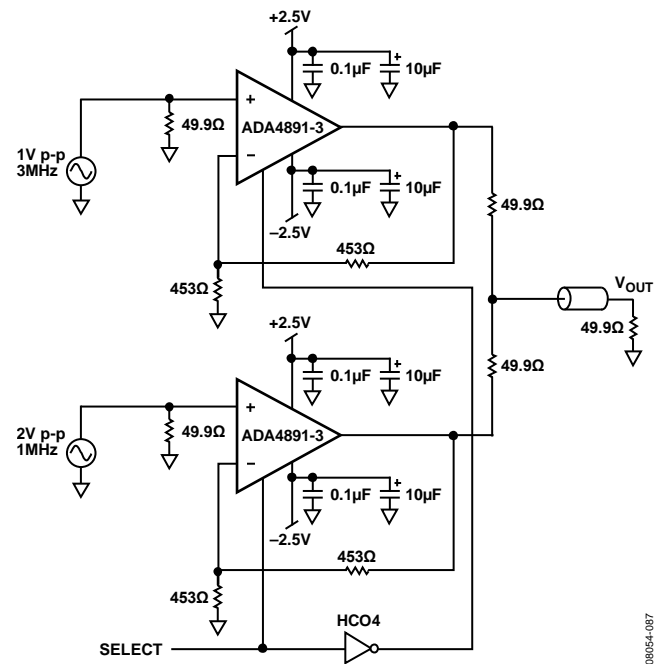 +2.5V
0.1µF
+
10µF
+
ADA4891-3
49.9Ω
1V p-p
3MHz
−
0.1µF
+
10µF
49.9Ω
−2.5V
453Ω
453Ω
VOUT
49.9Ω
+2.5V
49.9Ω
0.1µF
+
10µF
+
ADA4891-3
49.9Ω
2V p-p
1MHz
−
0.1µF
+
10µF
−2.5V
453Ω
453Ω
HCO4
SELECT
08054-087